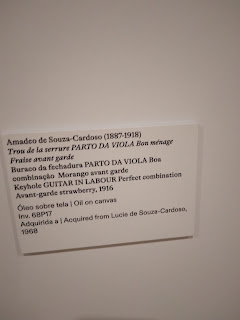 Amadeo de Souza-Cardoso (1887-1918)
Trou de la serrure PARTO DA VIOLA Bon ménage
Fraise avant garde
Buraco da fechadura PARTO DA VIOLA Boa
combinação Morango avant garde
Keyhole GUITAR IN LABOUR Perfect combination
Avant-garde strawberry, 1916
Óleo sobre tela | Oil on canvas
Inv. 68P17
Adquirida a | Acquired from Lucie de Souza-Cardoso,
1968